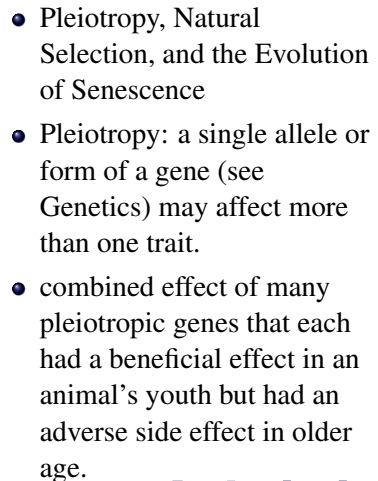 • Pleiotropy, Natural
Selection, and the Evolution
of Senescence
• Pleiotropy: a single allele or
form of a gene (see
Genetics) may affect more
than one trait.
• combined effect of many
pleiotropic genes that each
had a beneficial effect in an
animal's youth but had an
adverse side effect in older
age.